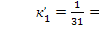 κ′₁ = 1/31 =